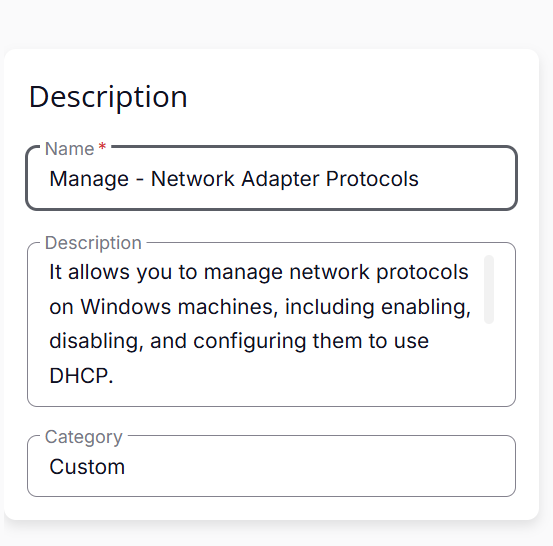 Description
Name *
Manage - Network Adapter Protocols
Description
It allows you to manage network protocols
on Windows machines, including enabling,
disabling, and configuring them to use
DHCP.
Category
Custom